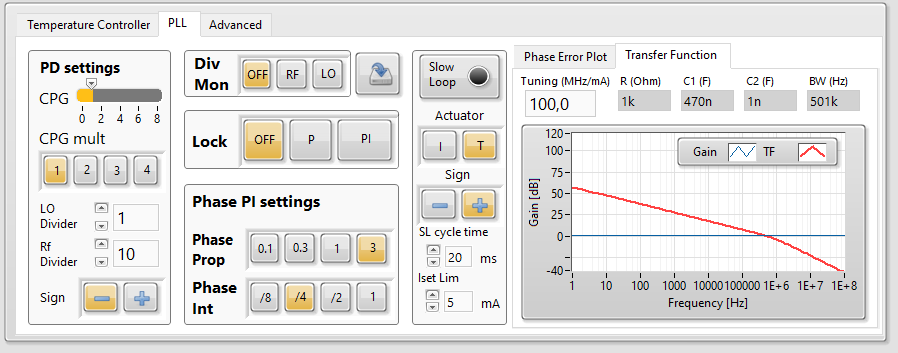 Temperature Controller PLL Advanced
PD settings
CPG
0 2 4 6 8
CPG mult
1 2 3 4
LO
Divider
1
Rf
Divider
10
Sign
Div
Mon
OFF RF LO
Lock
OFF P PI
Phase PI settings
Phase
Prop
0.1 0.3 1 3
Phase
Int
/8 /4 /2 1
Slow
Loop
Actuator
I T
Sign
SL cycle time
20 ms
Iset Lim
5 mA
Phase Error Plot Transfer Function
Tuning (MHz/mA) R (Ohm) C1 (F) C2 (F) BW (Hz)
100,0 1k 470n 1n 501k
Gain TF
Gain [dB]
120
100
75
50
25
0
-40
1 10 100 1000 10000 100000 1E+6 1E+7 1E+8
Frequency [Hz]